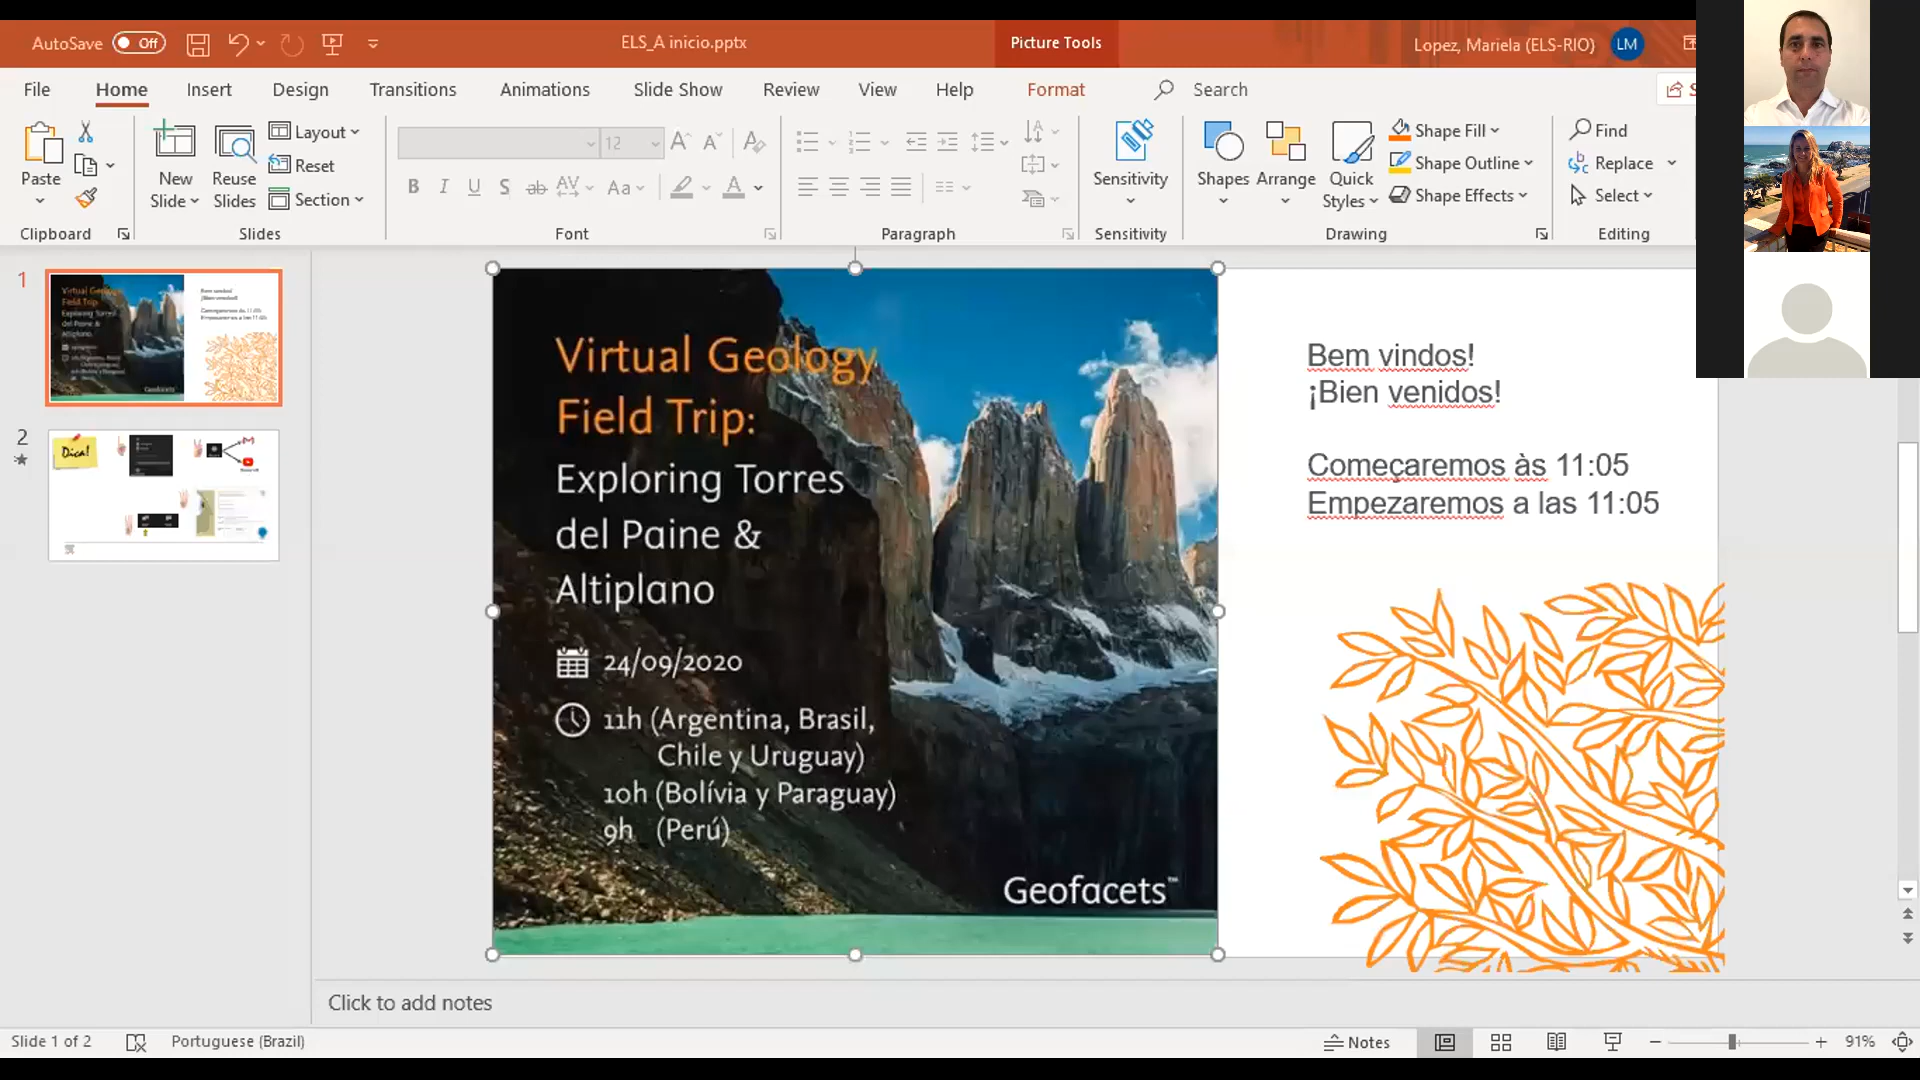 AutoSave Off
ELS_A inicio.pptx
Picture Tools
Lopez, Mariela (ELS-RIO) LM
File Home Insert Design Transitions Animations Slide Show Review View Help Format Search
Paste
Clipboard
New Slide
Reuse Slides
Layout
Reset
Section
Slides
12
B I U S ab AV Aa A
Font
Paragraph
Sensitivity
Sensitivity
Shapes
Arrange
Quick Styles
Shape Fill
Shape Outline
Shape Effects
Drawing
Find
Replace
Select
Editing
1
2
Dica!
Virtual Geology
Field Trip:
Exploring Torres
del Paine &
Altiplano
24/09/2020
11h (Argentina, Brasil,
Chile y Uruguay)
10h (Bolívia y Paraguay)
9h (Perú)
Geofacets™
Bem vindos!
¡Bien venidos!
Começaremos às 11:05
Empezaremos a las 11:05
Click to add notes
Slide 1 of 2
Portuguese (Brazil)
Notes
91%